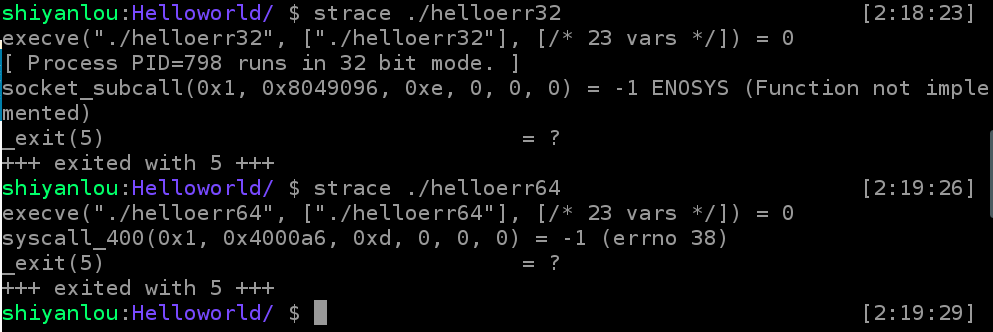 shiyanlou:Helloworld/ $ strace ./helloerr32 [2:18:23]
execve("./helloerr32", ["./helloerr32"], [/* 23 vars */]) = 0
[ Process PID=798 runs in 32 bit mode. ]
socket_subcall(0x1, 0x8049096, 0xe, 0, 0, 0) = -1 ENOSYS (Function not imple
mented)
_exit(5) = ?
+++ exited with 5 +++
shiyanlou:Helloworld/ $ strace ./helloerr64 [2:19:26]
execve("./helloerr64", ["./helloerr64"], [/* 23 vars */]) = 0
syscall_400(0x1, 0x4000a6, 0xd, 0, 0, 0) = -1 (errno 38)
_exit(5) = ?
+++ exited with 5 +++
shiyanlou:Helloworld/ $ [2:19:29]